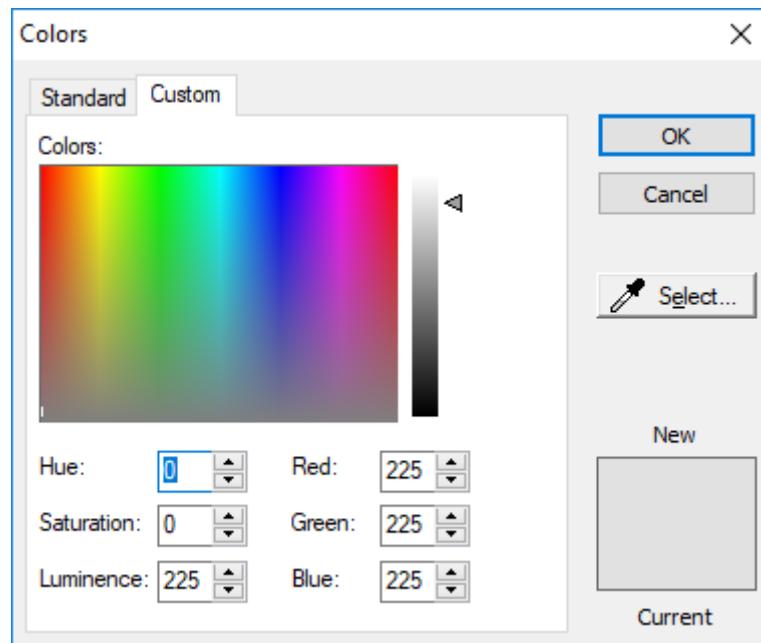 Colors
Standard Custom
Colors:
OK
Cancel
Select...
New
Hue: 0 Red: 225
Saturation: 0 Green: 225
Luminence: 225 Blue: 225
Current